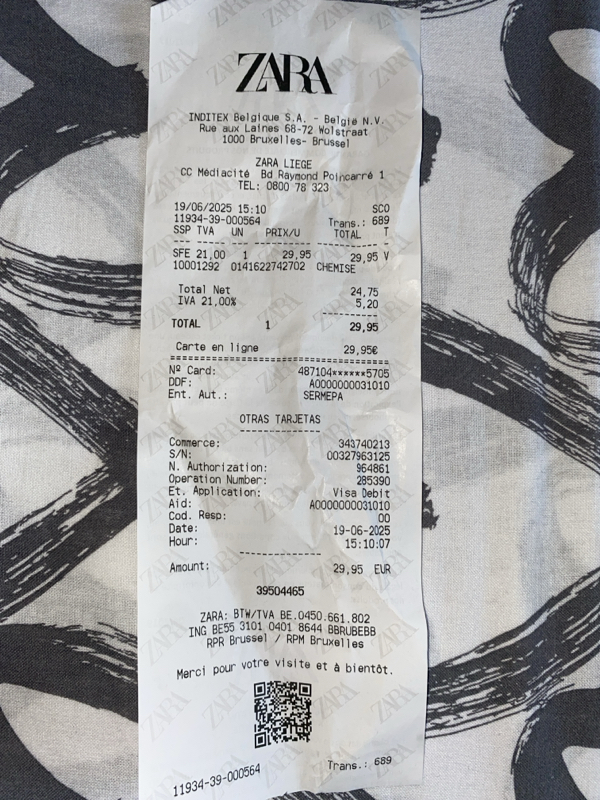 ZARA
INDITEX Belgique S.A. - België N.V.
Rue aux Laines 68-72 Wolstraat
1000 Bruxelles- Brussel
ZARA LIEGE
CC Médiacité Bd Raymond Poincarré 1
TEL: 0800 78 323
19/06/2025 15:10 SCO
11934-39-000564 Trans.: 689
SSP TVA UN PRIX/U TOTAL T
SFE 21,00 1 29,95 29,95 V
10001292 0141622742702 CHEMISE
Total Net 24,75
IVA 21,00% 5,20
TOTAL 1 29,95
Carte en ligne 29,95€
Nº Card: 487104******5705
DDF: A0000000031010
Ent. Aut.: SERMEPA
OTRAS TARJETAS
Commerce: 343740213
S/N: 00327963125
N. Authorization: 964861
Operation Number: 285390
Et. Application: Visa Debit
Aid: A0000000031010
Cod. Resp: 00
Date: 19-06-2025
Hour: 15:10:07
Amount: 29,95 EUR
39504465
ZARA: BTW/TVA BE.0450.661.802
ING BE55 3101 0401 8644 BBRUBEBB
RPR Brussel / RPM Bruxelles
Merci pour votre visite et à bientôt.
11934-39-000564 Trans.: 689